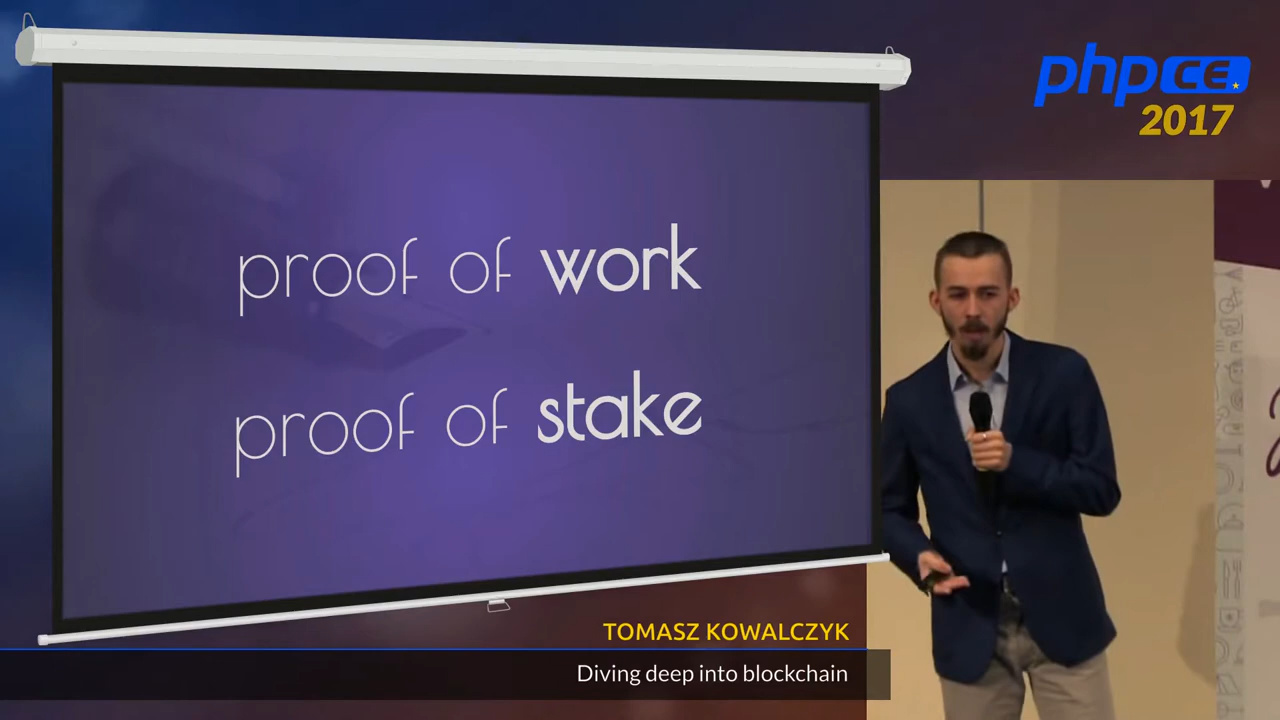 phpCE
2017
proof of work
proof of stake
TOMASZ KOWALCZYK
Diving deep into blockchain